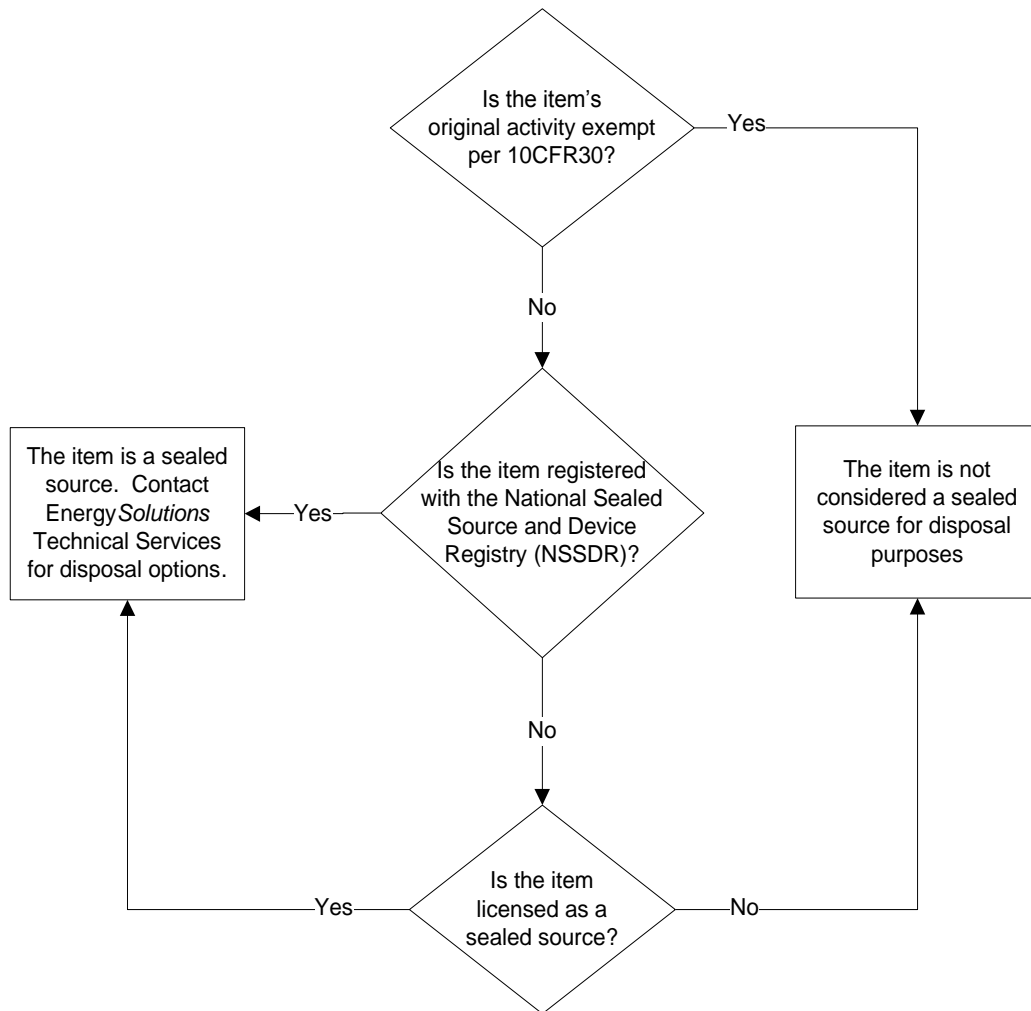 Is the item's
original activity exempt
per 10CFR30?
Yes
No
Is the item registered
with the National Sealed
Source and Device
Registry (NSSDR)?
Yes
The item is a sealed
source. Contact
EnergySolutions
Technical Services
for disposal options.
The item is not
considered a sealed
source for disposal
purposes
No
Is the item
licensed as a
sealed source?
Yes
No